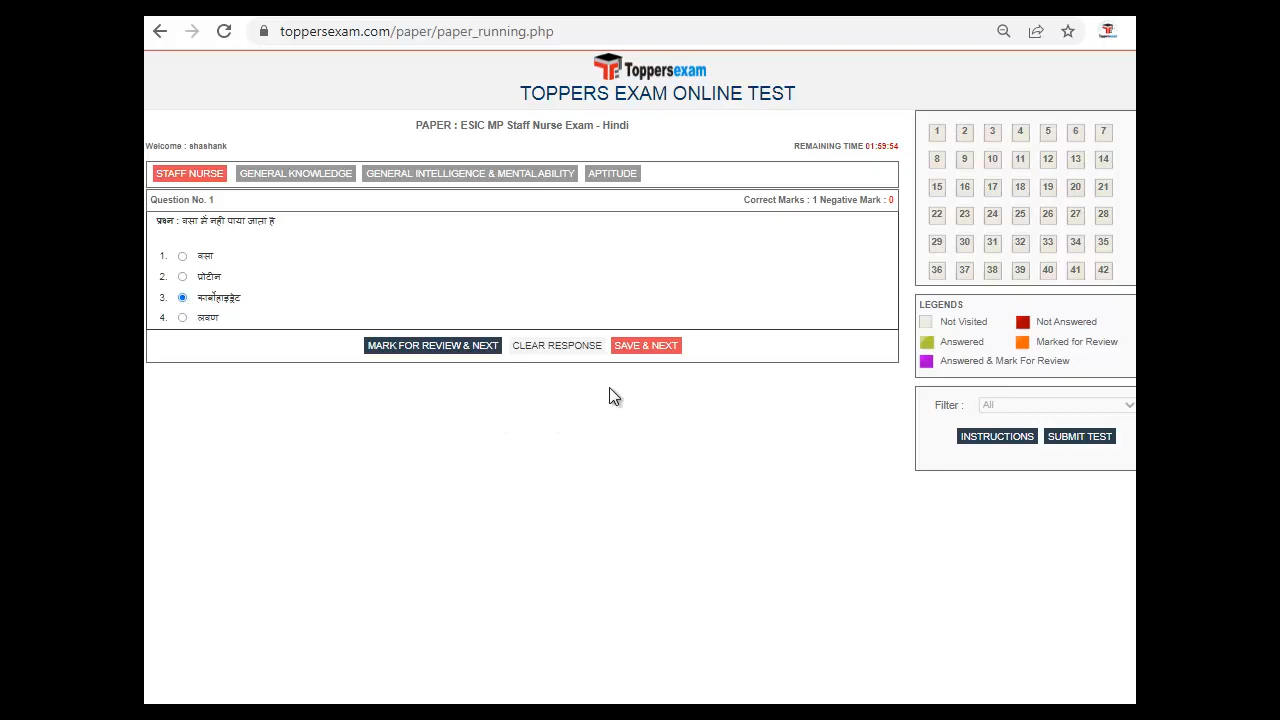 toppersexam.com/paper/paper_running.php
Toppersexam
TOPPERS EXAM ONLINE TEST
PAPER : ESIC MP Staff Nurse Exam - Hindi
Welcome : shashank
REMAINING TIME 01:59:54
STAFF NURSE
GENERAL KNOWLEDGE
GENERAL INTELLIGENCE & MENTAL ABILITY
APTITUDE
Question No. 1
Correct Marks : 1 Negative Mark : 0
प्रश्न : वसा में नही पाया जाता है
1. वसा
2. प्रोटीन
3. कार्बोहाइड्रेट
4. लवण
MARK FOR REVIEW & NEXT
CLEAR RESPONSE
SAVE & NEXT
1 2 3 4 5 6 7
8 9 10 11 12 13 14
15 16 17 18 19 20 21
22 23 24 25 26 27 28
29 30 31 32 33 34 35
36 37 38 39 40 41 42
LEGENDS
Not Visited
Not Answered
Answered
Marked for Review
Answered & Mark For Review
Filter : All
INSTRUCTIONS
SUBMIT TEST